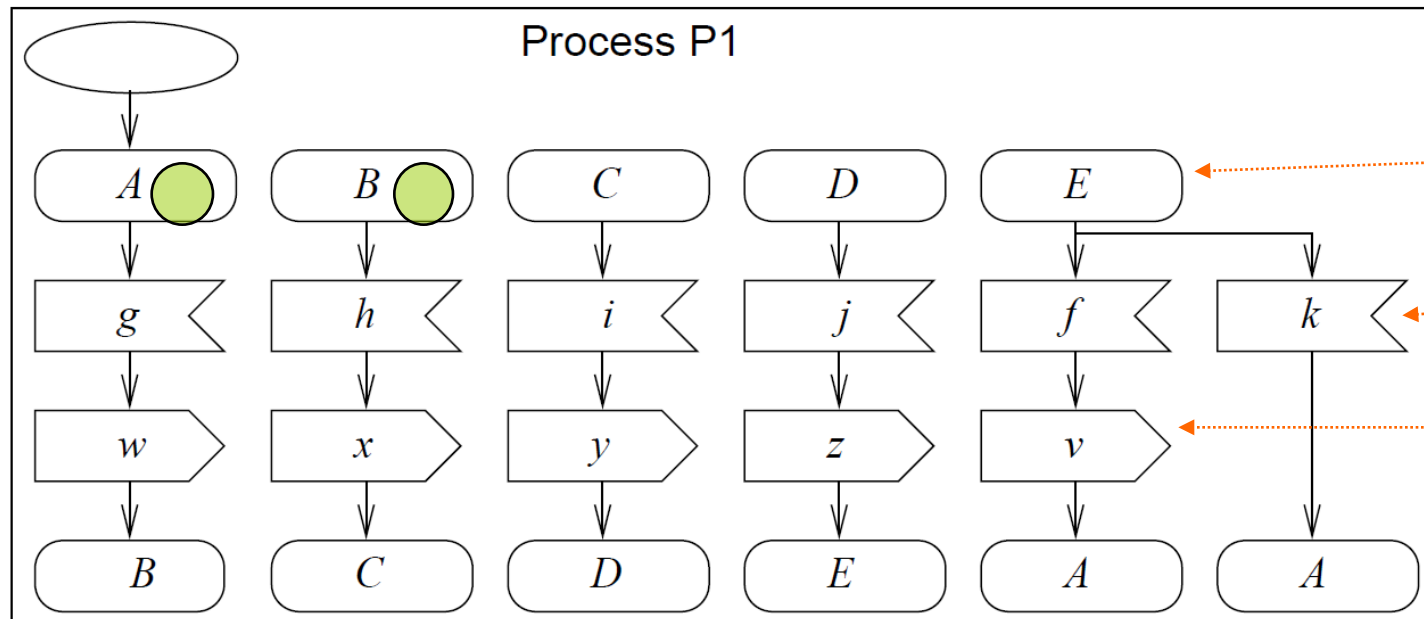 Process P1
A B C D E
g h i j f k
w x y z v
B C D E A A